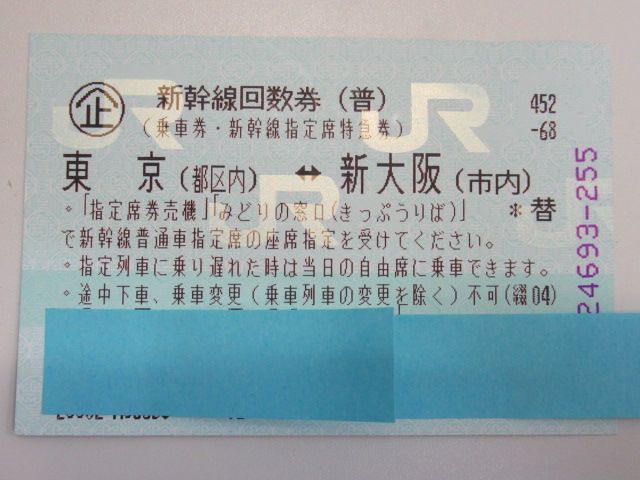 企 新幹線回数券（普） 452
（乗車券・新幹線指定席特急券） -68
東 京（都区内） ↔ 新大阪（市内）
。「指定席券売機」「みどりの窓口（きっぷうりば）」 ＊替
で新幹線普通車指定席の座席指定を受けてください。
。指定列車に乗り遅れた時は当日の自由席に乗車できます。
。途中下車、乗車変更（乗車列車の変更を除く）不可（綴04）
24693-255
JR
JR
JR
JR